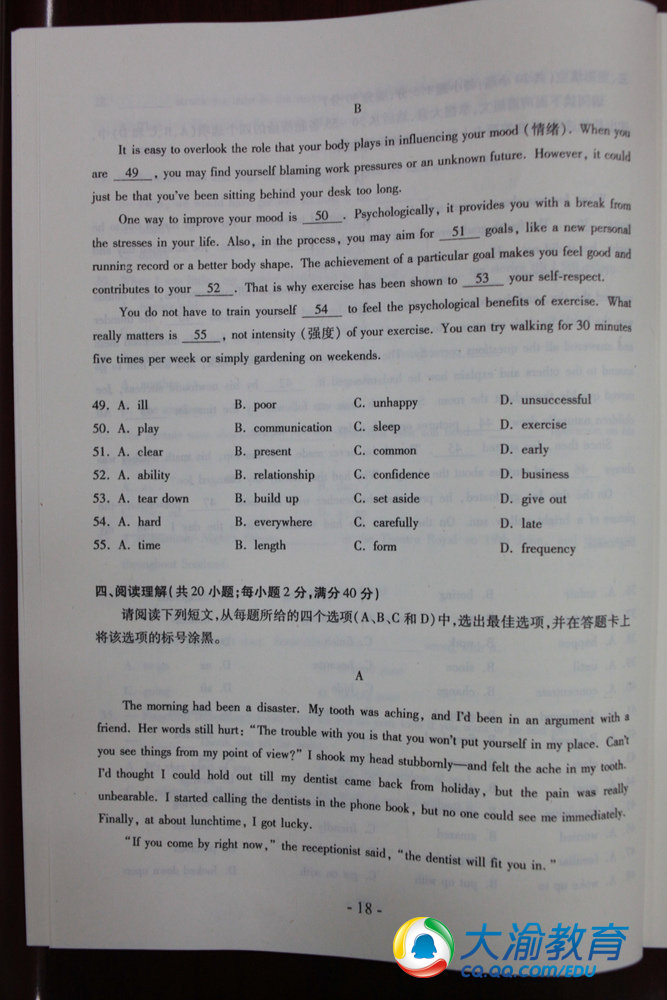 B
It is easy to overlook the role that your body plays in influencing your mood (情绪). When you
are 49 , you may find yourself blaming work pressures or an unknown future. However, it could
just be that you've been sitting behind your desk too long.
One way to improve your mood is 50 . Psychologically, it provides you with a break from
the stresses in your life. Also, in the process, you may aim for 51 goals, like a new personal
running record or a better body shape. The achievement of a particular goal makes you feel good and
contributes to your 52 . That is why exercise has been shown to 53 your self-respect.
You do not have to train yourself 54 to feel the psychological benefits of exercise. What
really matters is 55 , not intensity (强度) of your exercise. You can try walking for 30 minutes
five times per week or simply gardening on weekends.
49. A. ill B. poor C. unhappy D. unsuccessful
50. A. play B. communication C. sleep D. exercise
51. A. clear B. present C. common D. early
52. A. ability B. relationship C. confidence D. business
53. A. tear down B. build up C. set aside D. give out
54. A. hard B. everywhere C. carefully D. late
55. A. time B. length C. form D. frequency
四、阅读理解(共20小题;每小题2分,满分40分)
请阅读下列短文,从每题所给的四个选项(A、B、C和D)中,选出最佳选项,并在答题卡上
将该选项的标号涂黑。
A
The morning had been a disaster. My tooth was aching, and I'd been in an argument with a
friend. Her words still hurt: "The trouble with you is that you won't put yourself in my place. Can't
you see things from my point of view?" I shook my head stubbornly—and felt the ache in my tooth.
I'd thought I could hold out till my dentist came back from holiday, but the pain was really
unbearable. I started calling the dentists in the phone book, but no one could see me immediately.
Finally, at about lunchtime, I got lucky.
"If you come by right now," the receptionist said, "the dentist will fit you in."
- 18 -
大渝教育
cq.qq.com/EDU